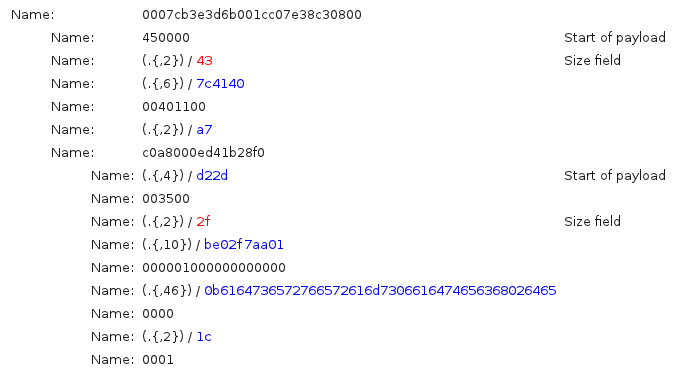 Name: 0007cb3e3d6b001cc07e38c30800
Name: 450000 Start of payload
Name: (.{,2}) / 43 Size field
Name: (.{,6}) / 7c4140
Name: 00401100
Name: (.{,2}) / a7
Name: c0a8000ed41b28f0
Name: (.{,4}) / d22d Start of payload
Name: 003500
Name: (.{,2}) / 2f Size field
Name: (.{,10}) / be02f7aa01
Name: 000001000000000000
Name: (.{,46}) / 0b6164736572766572616d7306616474656368026465
Name: 0000
Name: (.{,2}) / 1c
Name: 0001